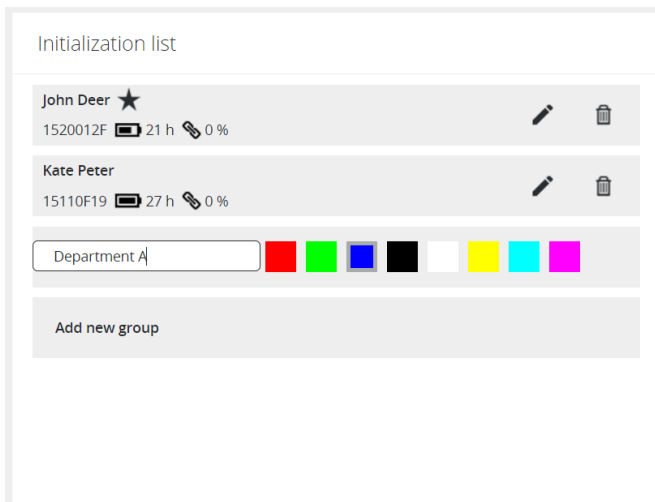 Initialization list
John Deer
1520012F 21 h 0 %
Kate Peter
15110F19 27 h 0 %
Department A
Add new group